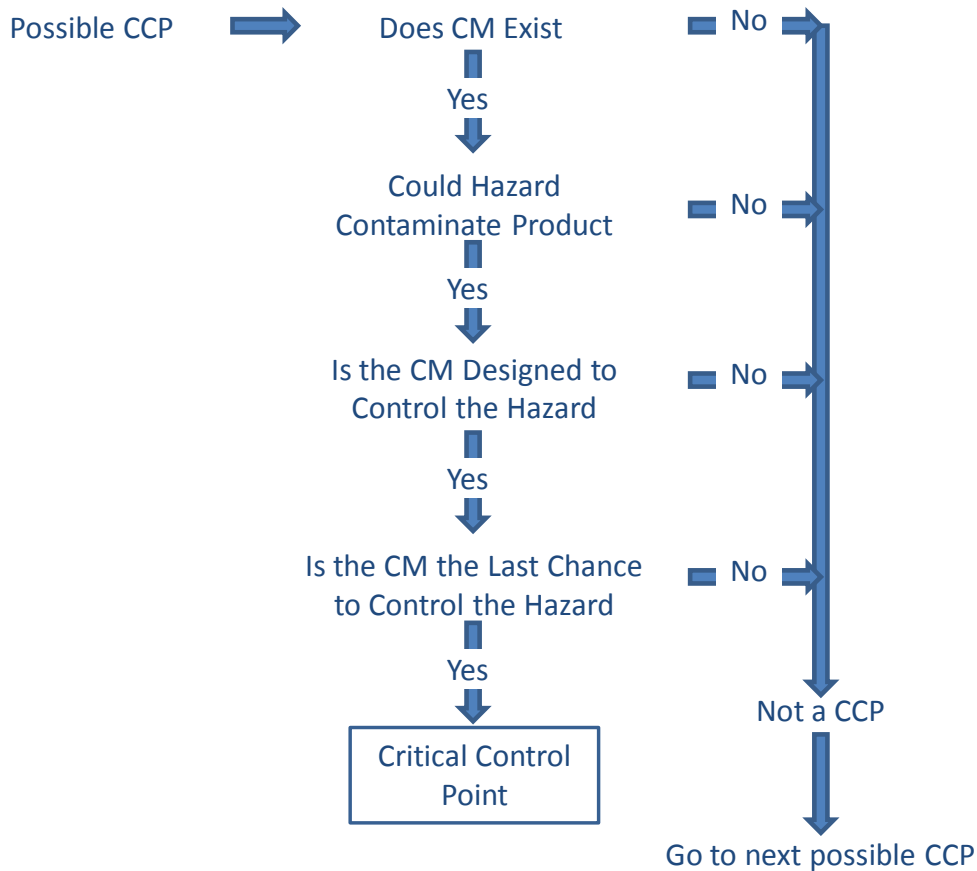 Possible CCP
Does CM Exist
No
Yes
Could Hazard
Contaminate Product
No
Yes
Is the CM Designed to
Control the Hazard
No
Yes
Is the CM the Last Chance
to Control the Hazard
No
Yes
Not a CCP
Critical Control
Point
Go to next possible CCP